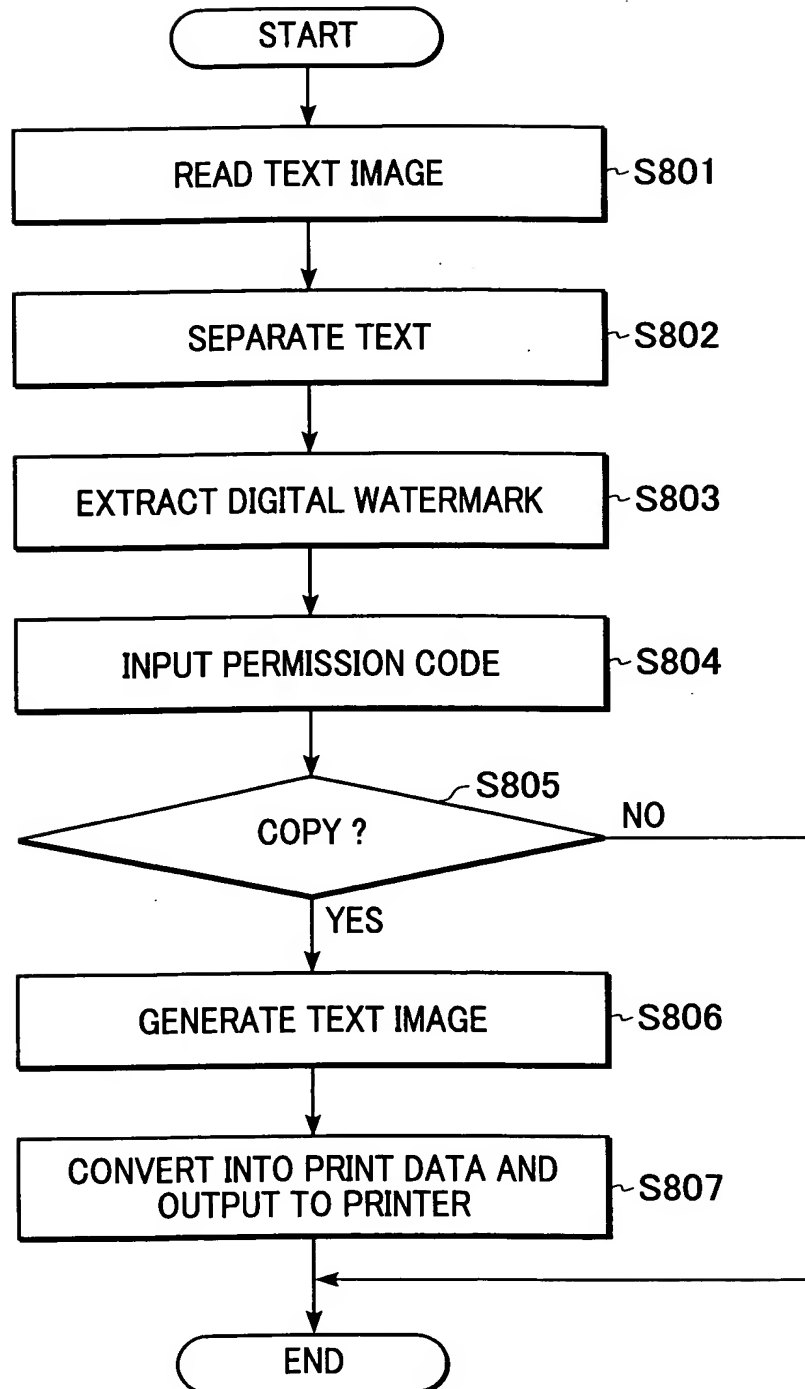 START
READ TEXT IMAGE
S801
SEPARATE TEXT
S802
EXTRACT DIGITAL WATERMARK
S803
INPUT PERMISSION CODE
S804
S805
COPY ?
NO
YES
GENERATE TEXT IMAGE
S806
CONVERT INTO PRINT DATA AND
OUTPUT TO PRINTER
S807
END